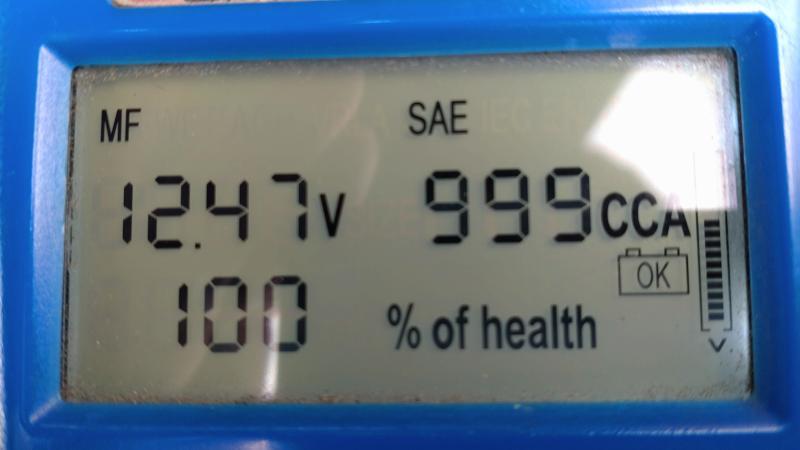 MF SAE
12.47V 999CCA
OK
100 % of health